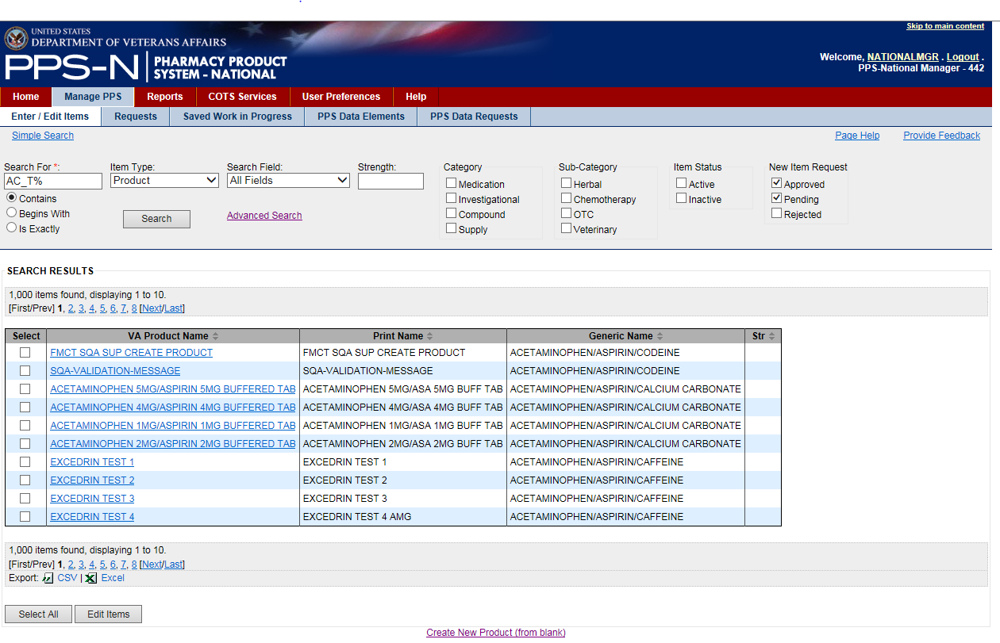 Skip to main content
UNITED STATES
DEPARTMENT OF VETERANS AFFAIRS
PPS-N PHARMACY PRODUCT
SYSTEM - NATIONAL
Welcome, NATIONALMGR . Logout .
PPS-National Manager - 442
Home Manage PPS Reports COTS Services User Preferences Help
Enter / Edit Items Requests Saved Work in Progress PPS Data Elements PPS Data Requests
Simple Search Page Help Provide Feedback
Search For *: Item Type: Search Field: Strength: Category Sub-Category Item Status New Item Request
AC_T% Product All Fields Medication Herbal Active Approved
Contains Investigational Chemotherapy Inactive Pending
Begins With Search Advanced Search Compound OTC Rejected
Is Exactly Supply Veterinary
SEARCH RESULTS
1,000 items found, displaying 1 to 10.
[First/Prev] 1, 2, 3, 4, 5, 6, 7, 8 [Next/Last]
Select VA Product Name Print Name Generic Name Str
FMCT SQA SUP CREATE PRODUCT FMCT SQA SUP CREATE PRODUCT ACETAMINOPHEN/ASPIRIN/CODEINE
SQA-VALIDATION-MESSAGE SQA-VALIDATION-MESSAGE ACETAMINOPHEN/ASPIRIN/CODEINE
ACETAMINOPHEN 5MG/ASPIRIN 5MG BUFFERED TAB ACETAMINOPHEN 5MG/ASA 5MG BUFF TAB ACETAMINOPHEN/ASPIRIN/CALCIUM CARBONATE
ACETAMINOPHEN 4MG/ASPIRIN 4MG BUFFERED TAB ACETAMINOPHEN 4MG/ASA 4MG BUFF TAB ACETAMINOPHEN/ASPIRIN/CALCIUM CARBONATE
ACETAMINOPHEN 1MG/ASPIRIN 1MG BUFFERED TAB ACETAMINOPHEN 1MG/ASA 1MG BUFF TAB ACETAMINOPHEN/ASPIRIN/CALCIUM CARBONATE
ACETAMINOPHEN 2MG/ASPIRIN 2MG BUFFERED TAB ACETAMINOPHEN 2MG/ASA 2MG BUFF TAB ACETAMINOPHEN/ASPIRIN/CALCIUM CARBONATE
EXCEDRIN TEST 1 EXCEDRIN TEST 1 ACETAMINOPHEN/ASPIRIN/CAFFEINE
EXCEDRIN TEST 2 EXCEDRIN TEST 2 ACETAMINOPHEN/ASPIRIN/CAFFEINE
EXCEDRIN TEST 3 EXCEDRIN TEST 3 ACETAMINOPHEN/ASPIRIN/CAFFEINE
EXCEDRIN TEST 4 EXCEDRIN TEST 4 AMG ACETAMINOPHEN/ASPIRIN/CAFFEINE
1,000 items found, displaying 1 to 10.
[First/Prev] 1, 2, 3, 4, 5, 6, 7, 8 [Next/Last]
Export: CSV | Excel
Select All Edit Items
Create New Product (from blank)